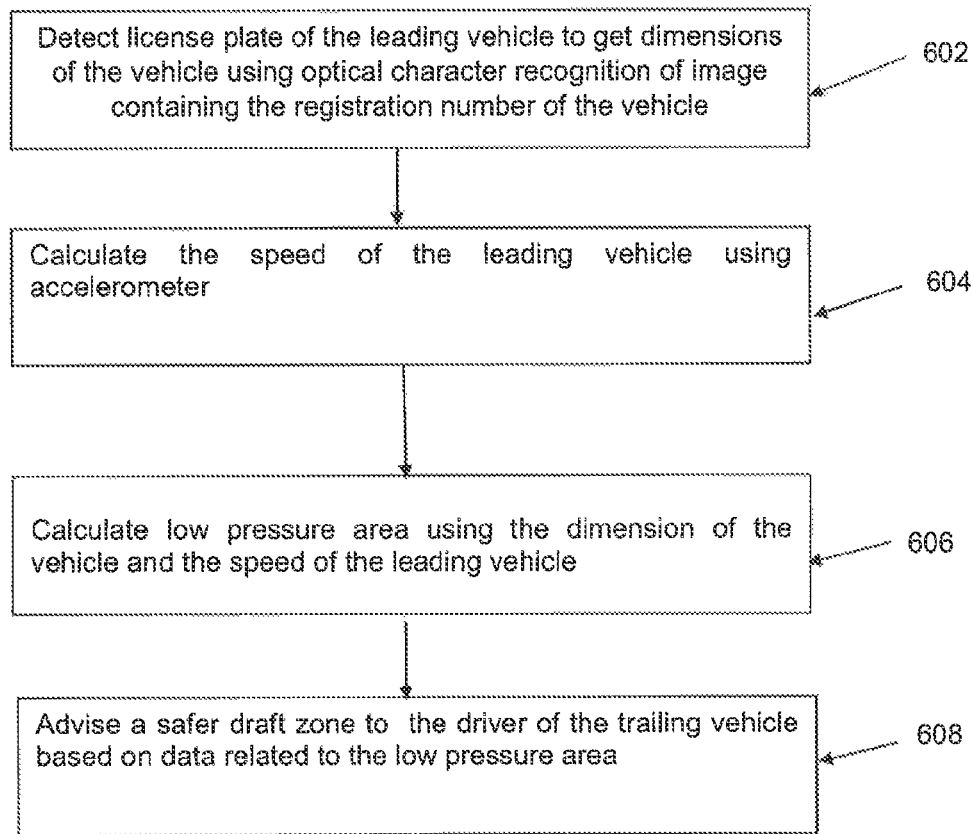 Detect license plate of the leading vehicle to get dimensions
of the vehicle using optical character recognition of image
containing the registration number of the vehicle
602
Calculate the speed of the leading vehicle using
accelerometer
604
Calculate low pressure area using the dimension of the
vehicle and the speed of the leading vehicle
606
Advise a safer draft zone to the driver of the trailing vehicle
based on data related to the low pressure area
608